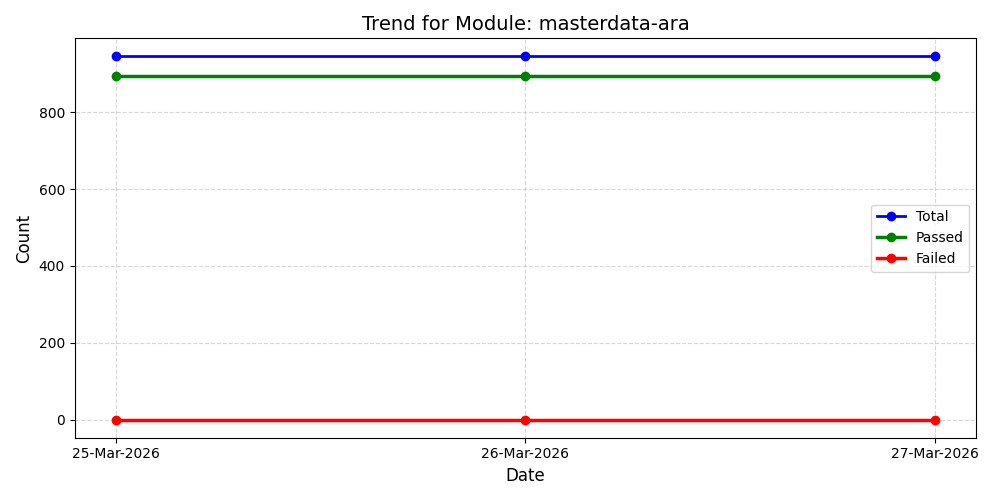 Trend for Module: masterdata-ara
800
600
400
200
0
Count
Total
Passed
Failed
25-Mar-2026
26-Mar-2026
27-Mar-2026
Date